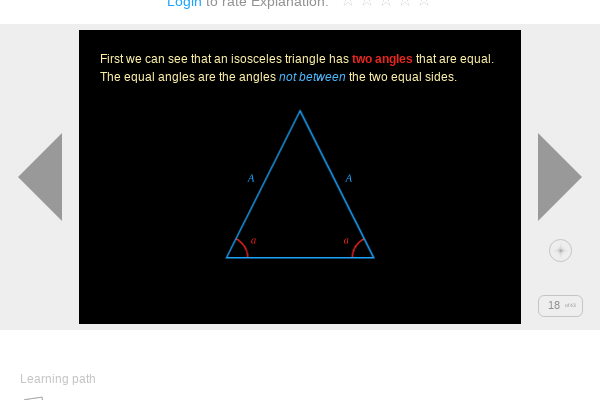 Login to rate Explanation:
First we can see that an isosceles triangle has two angles that are equal.
The equal angles are the angles not between the two equal sides.
A A
a a
18
Learning path